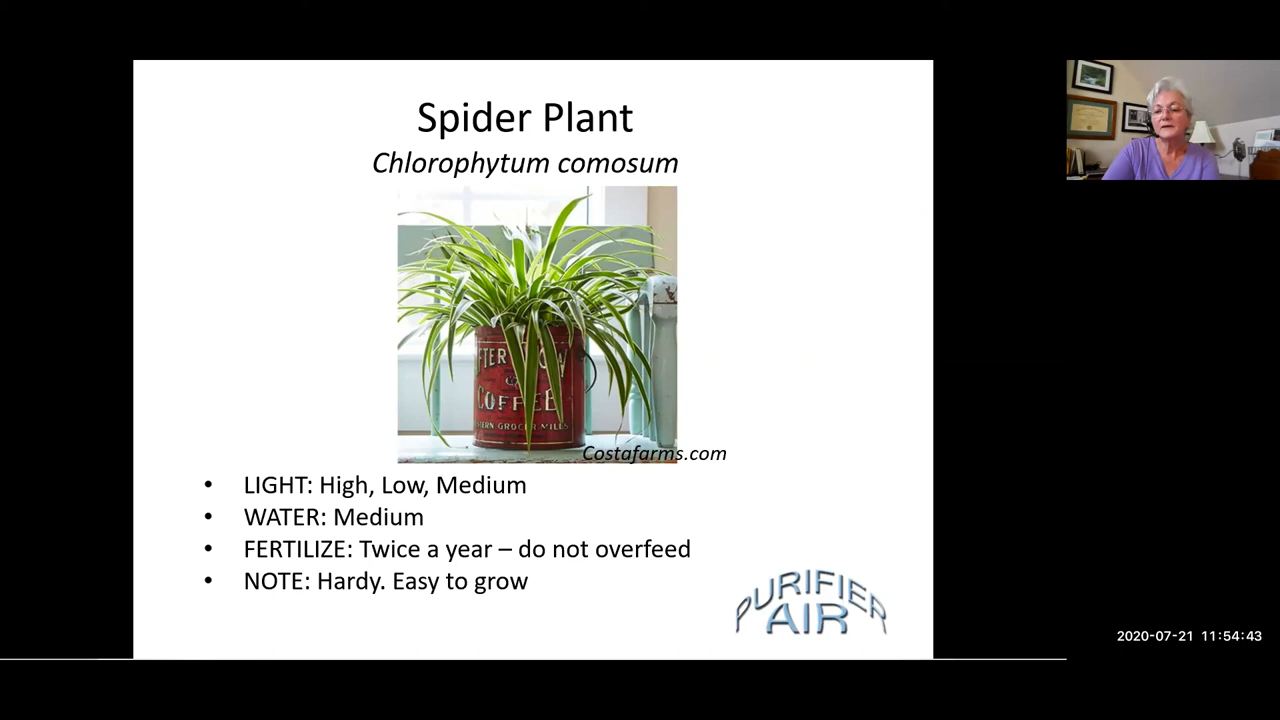 Spider Plant
Chlorophytum comosum
COFFEE
Costafarms.com
• LIGHT: High, Low, Medium
• WATER: Medium
• FERTILIZE: Twice a year – do not overfeed
• NOTE: Hardy. Easy to grow
PURIFIER
AIR
2020-07-21 11:54:43